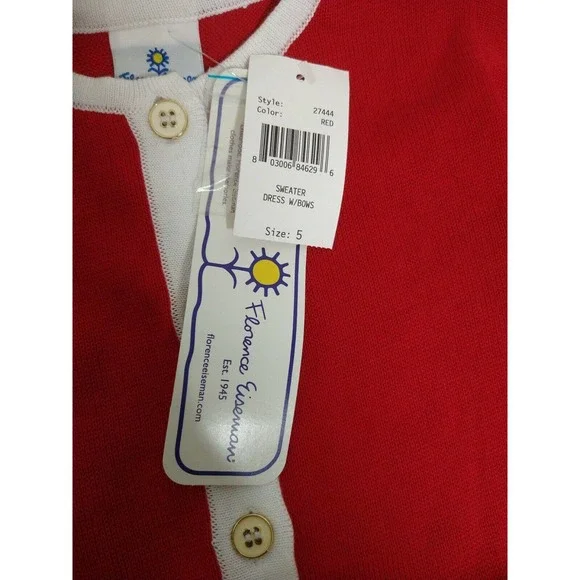 Style: 27444
Color: RED
8 03006 84629 6
SWEATER
DRESS W/BOWS
Size: 5
Florence Eiseman
Est. 1945
florenceeiseman.com